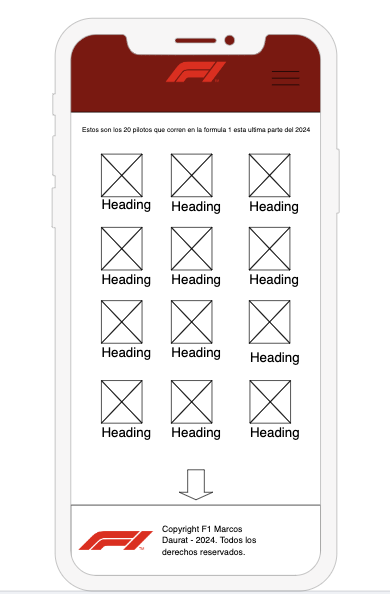 F1
Estos son los 20 pilotos que corren en la formula 1 esta ultima parte del 2024
Heading Heading Heading
Heading Heading Heading
Heading Heading Heading
Heading Heading Heading
F1
Copyright F1 Marcos
Daurat - 2024. Todos los
derechos reservados.